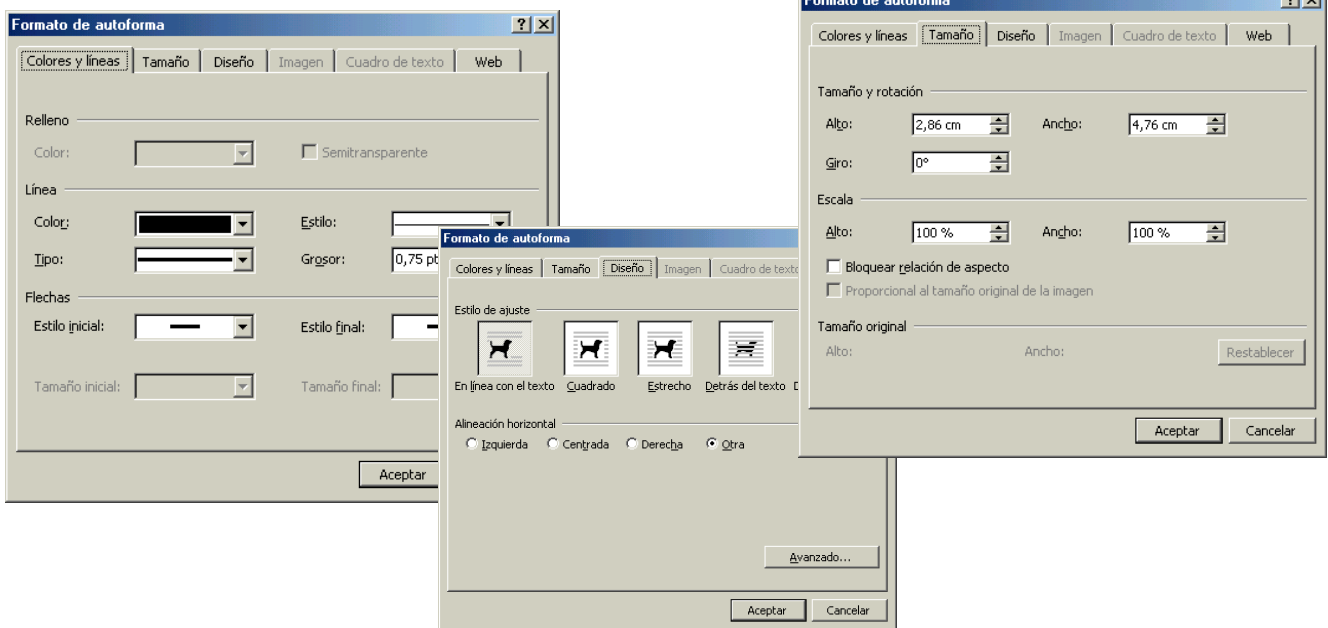 Formato de autoforma
Colores y líneas Tamaño Diseño Imagen Cuadro de texto Web
Relleno
Color: Semitransparente
Línea
Color: Estilo:
Tipo: Grosor: 0,75 pt
Flechas
Estilo inicial: Estilo final:
Tamaño inicial: Tamaño final:
Aceptar
Formato de autoforma
Colores y líneas Tamaño Diseño Imagen Cuadro de texto
Estilo de ajuste
En línea con el texto Cuadrado Estrecho Detrás del texto D
Alineación horizontal
Izquierda Centrada Derecha Otra
Avanzado...
Aceptar Cancelar
Formato de autoforma
Colores y líneas Tamaño Diseño Imagen Cuadro de texto Web
Tamaño y rotación
Alto: 2,86 cm Ancho: 4,76 cm
Giro: 0°
Escala
Alto: 100 % Ancho: 100 %
Bloquear relación de aspecto
Proporcional al tamaño original de la imagen
Tamaño original
Alto: Ancho: Restablecer
Aceptar Cancelar